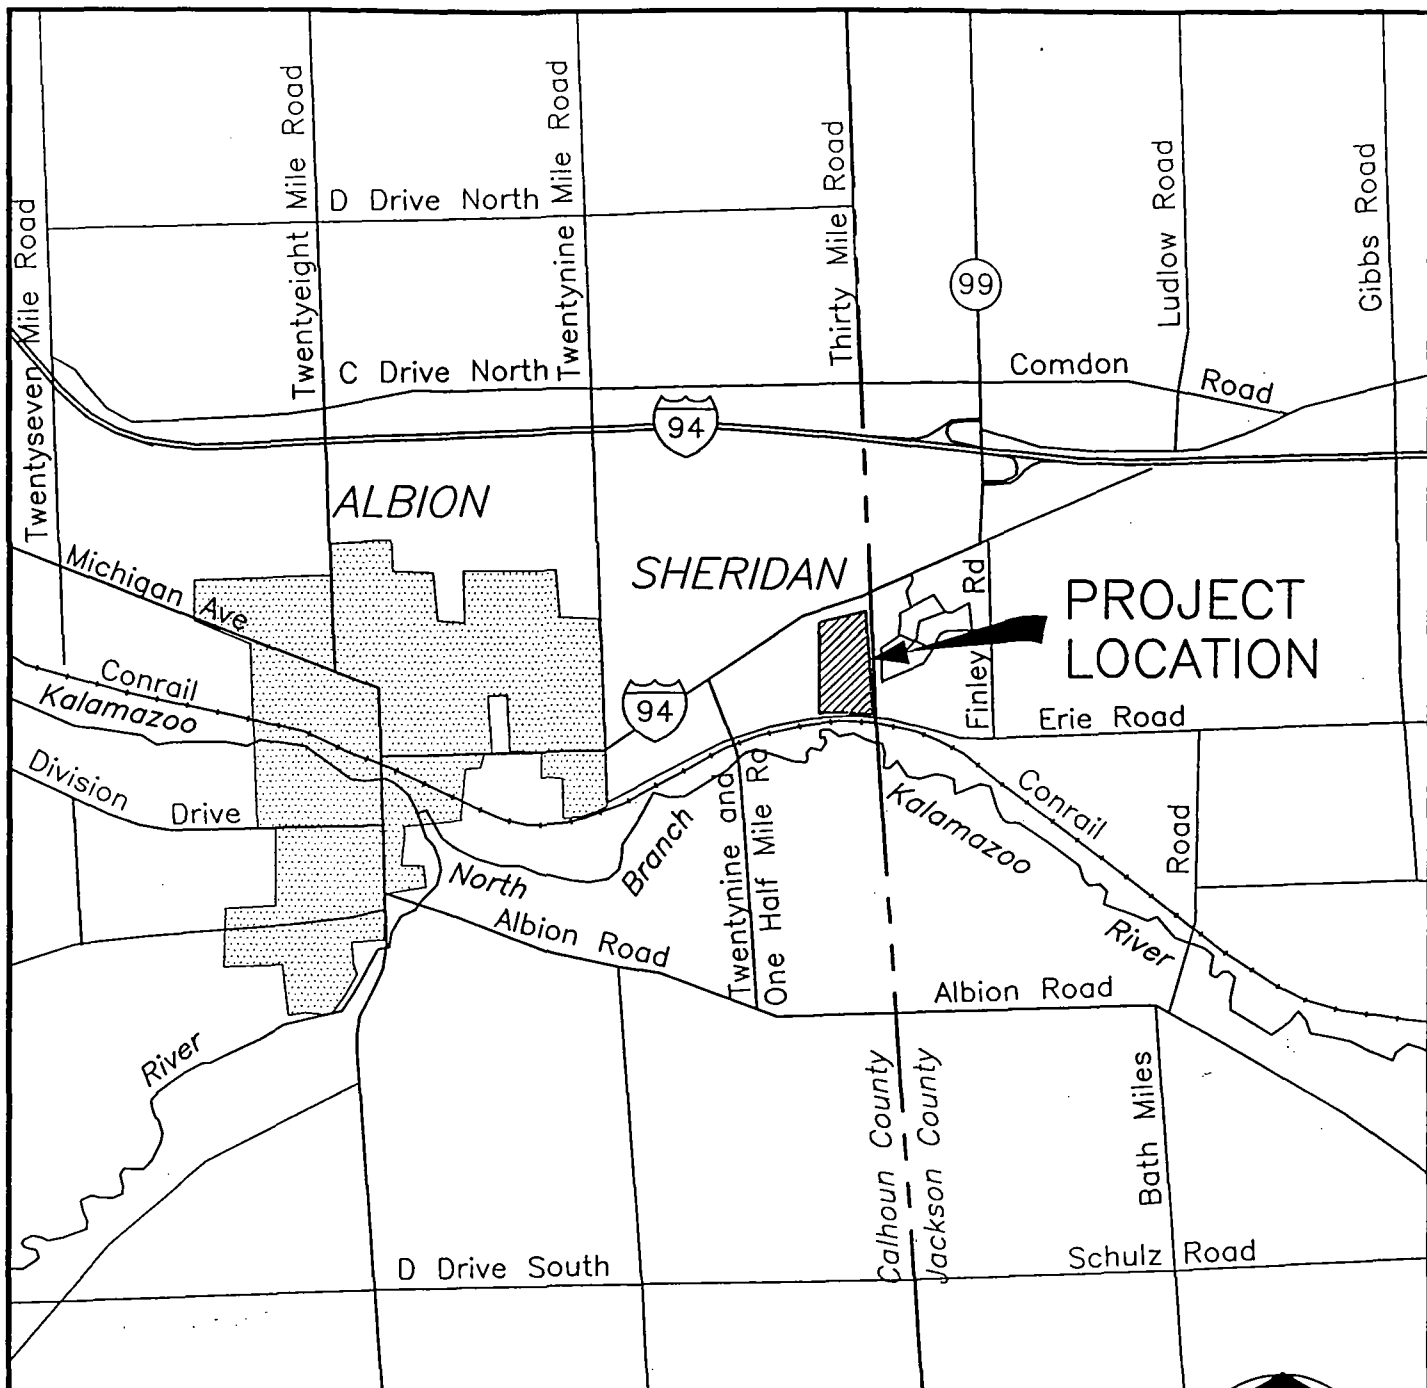 Twentyseven Mile Road
Twentyeight Mile Road
Twentynine Mile Road
Thirty Mile Road
Ludlow Road
Gibbs Road
D Drive North
99
C Drive North
Comdon Road
94
ALBION
SHERIDAN
Michigan Ave
Finley Rd
PROJECT
LOCATION
Conrail
Kalamazoo
94
Erie Road
Division Drive
Twentynine and
One Half Mile Rd
Kalamazoo
Conrail
Road
North
Branch
Albion Road
River
Albion Road
River
Calhoun County
Jackson County
Bath Miles
D Drive South
Schulz Road